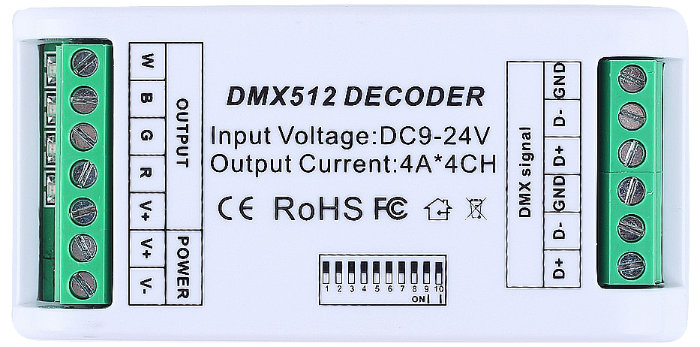 W
B
G
R
V+
V+
V-
OUTPUT
POWER
DMX512 DECODER
Input Voltage:DC9-24V
Output Current:4A*4CH
CE RoHS FC
1 2 3 4 5 6 7 8 9 10
ON
DMX signal
GND
D-
D+
GND
D-
D+